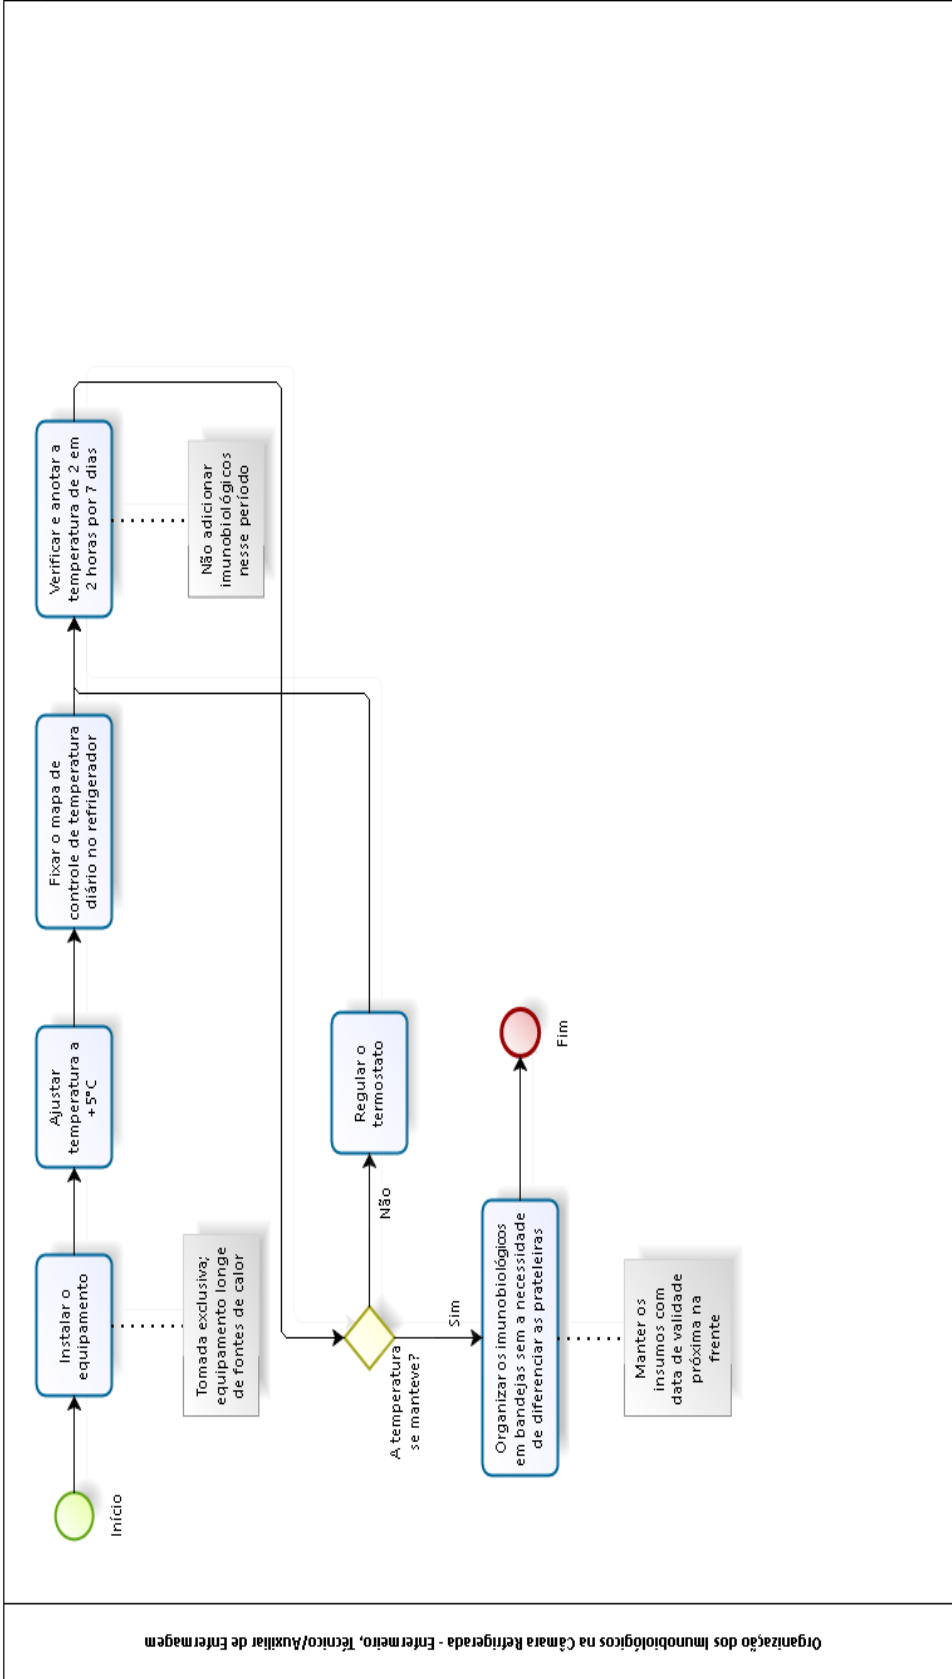 Organização dos Imunobiológicos na Câmara Refrigerada - Enfermeiro, Técnico/Auxiliar de Enfermagem
Início
Instalar o
equipamento
Tomada exclusiva;
equipamento longe
de fontes de calor
Ajustar
temperatura a
+5°C
Fixar o mapa de
controle de temperatura
diário no refrigerador
Verificar e anotar a
temperatura de 2 em
2 horas por 7 dias
Não adicionar
imunobiológicos
nesse período
A temperatura
se manteve?
Não
Regular o
termostato
Sim
Organizar os imunobiológicos
em bandejas sem a necessidade
de diferenciar as prateleiras
Manter os
insumos com
data de validade
próxima na
frente
Fim